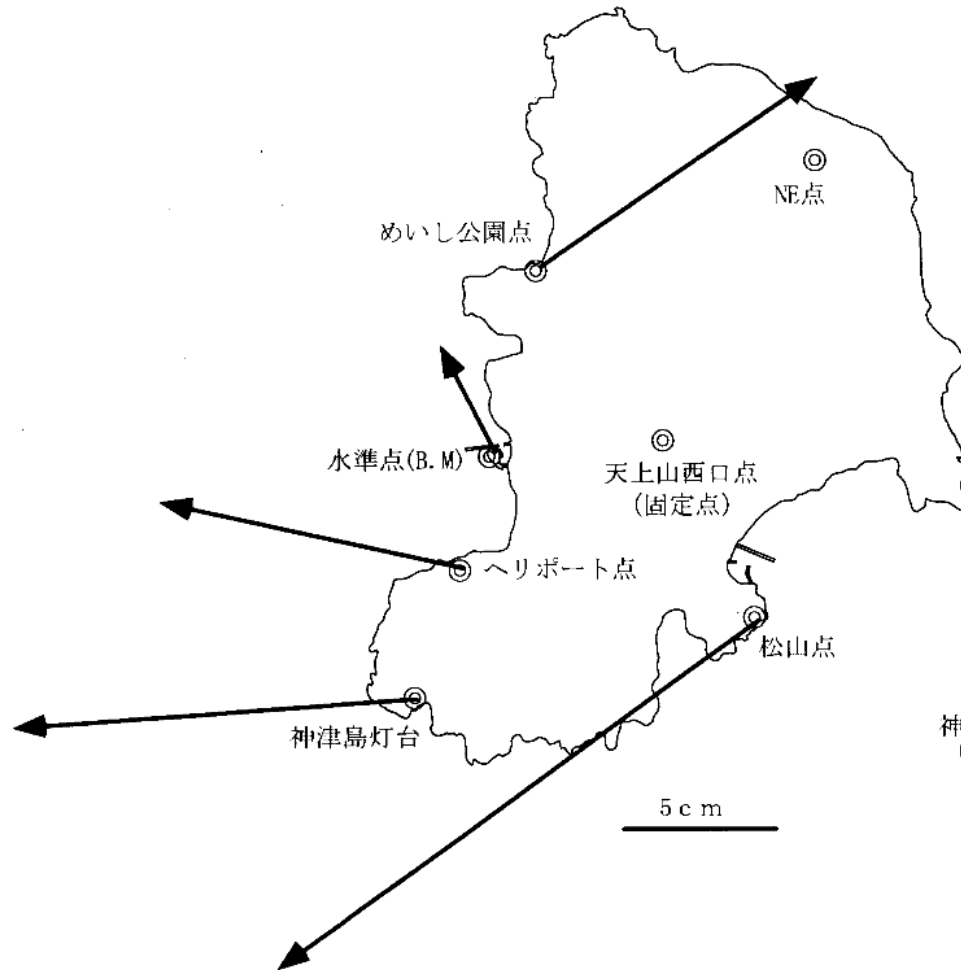 NE点
めいし公園点
水準点(B.M)
天上山西口点
(固定点)
ヘリポート点
松山点
神津島灯台
神
5cm